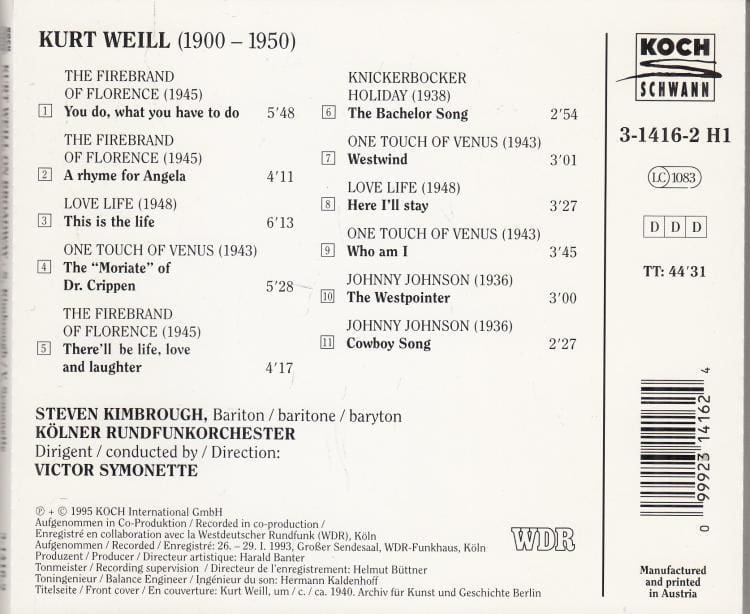 KURT WEILL (1900 – 1950)
THE FIREBRAND
OF FLORENCE (1945)
1 You do, what you have to do 5'48
THE FIREBRAND
OF FLORENCE (1945)
2 A rhyme for Angela 4'11
LOVE LIFE (1948)
3 This is the life 6'13
ONE TOUCH OF VENUS (1943)
4 The “Moriate” of
Dr. Crippen 5'28
THE FIREBRAND
OF FLORENCE (1945)
5 There'll be life, love
and laughter 4'17
KNICKERBOCKER
HOLIDAY (1938)
6 The Bachelor Song 2'54
ONE TOUCH OF VENUS (1943)
7 Westwind 3'01
LOVE LIFE (1948)
8 Here I'll stay 3'27
ONE TOUCH OF VENUS (1943)
9 Who am I 3'45
JOHNNY JOHNSON (1936)
10 The Westpointer 3'00
JOHNNY JOHNSON (1936)
11 Cowboy Song 2'27
STEVEN KIMBROUGH, Bariton / baritone / baryton
KÖLNER RUNDFUNKORCHESTER
Dirigent / conducted by / Direction:
VICTOR SYMONETTE
℗ + © 1995 KOCH International GmbH
Aufgenommen in Co-Produktion / Recorded in co-production /
Enregistré en collaboration avec la Westdeutscher Rundfunk (WDR), Köln
Aufgenommen / Recorded / Enregistré: 26. – 29. I. 1993, Großer Sendesaal, WDR-Funkhaus, Köln
Produzent / Producer / Directeur artistique: Harald Banter
Tonmeister / Recording supervision / Directeur de l'enregistrement: Helmut Büttner
Toningenieur / Balance Engineer / Ingénieur du son: Hermann Kaldenhoff
Titelseite / Front cover / En couverture: Kurt Weill, um / c. / ca. 1940. Archiv für Kunst und Geschichte Berlin
WDR
KOCH
SCHWANN
3-1416-2 H1
LC 1083
D D D
TT: 44'31
0 99923 14162 4
Manufactured
and printed
in Austria